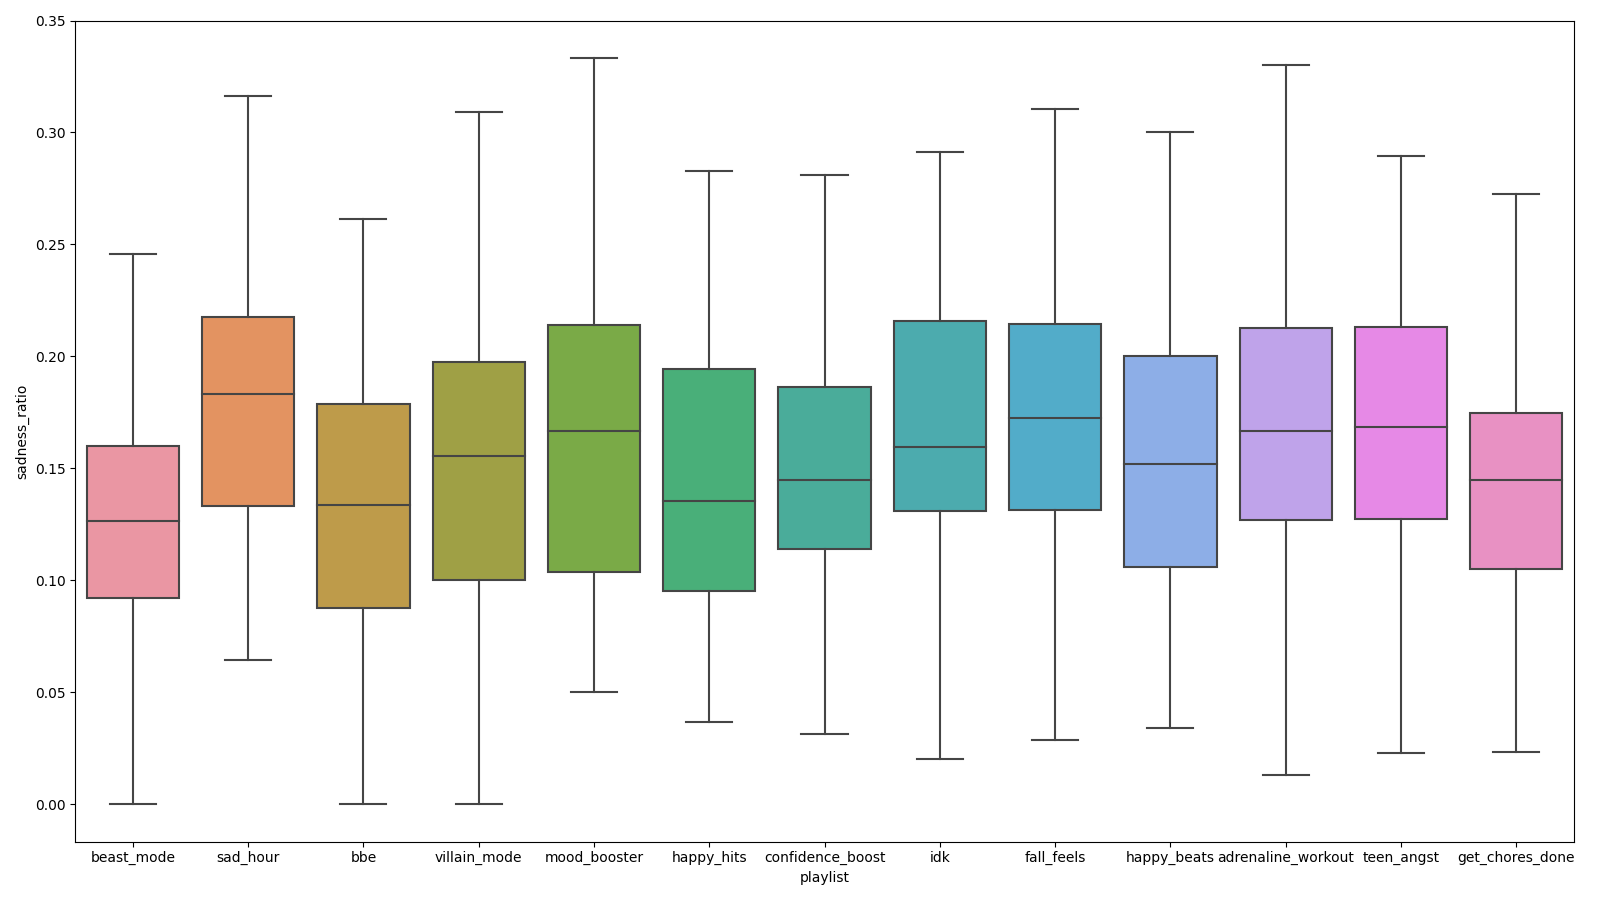 sadness_ratio
0.35
0.30
0.25
0.20
0.15
0.10
0.05
0.00
beast_mode sad_hour bbe villain_mode mood_booster happy_hits confidence_boost idk fall_feels happy_beats adrenaline_workout teen_angst get_chores_done
playlist